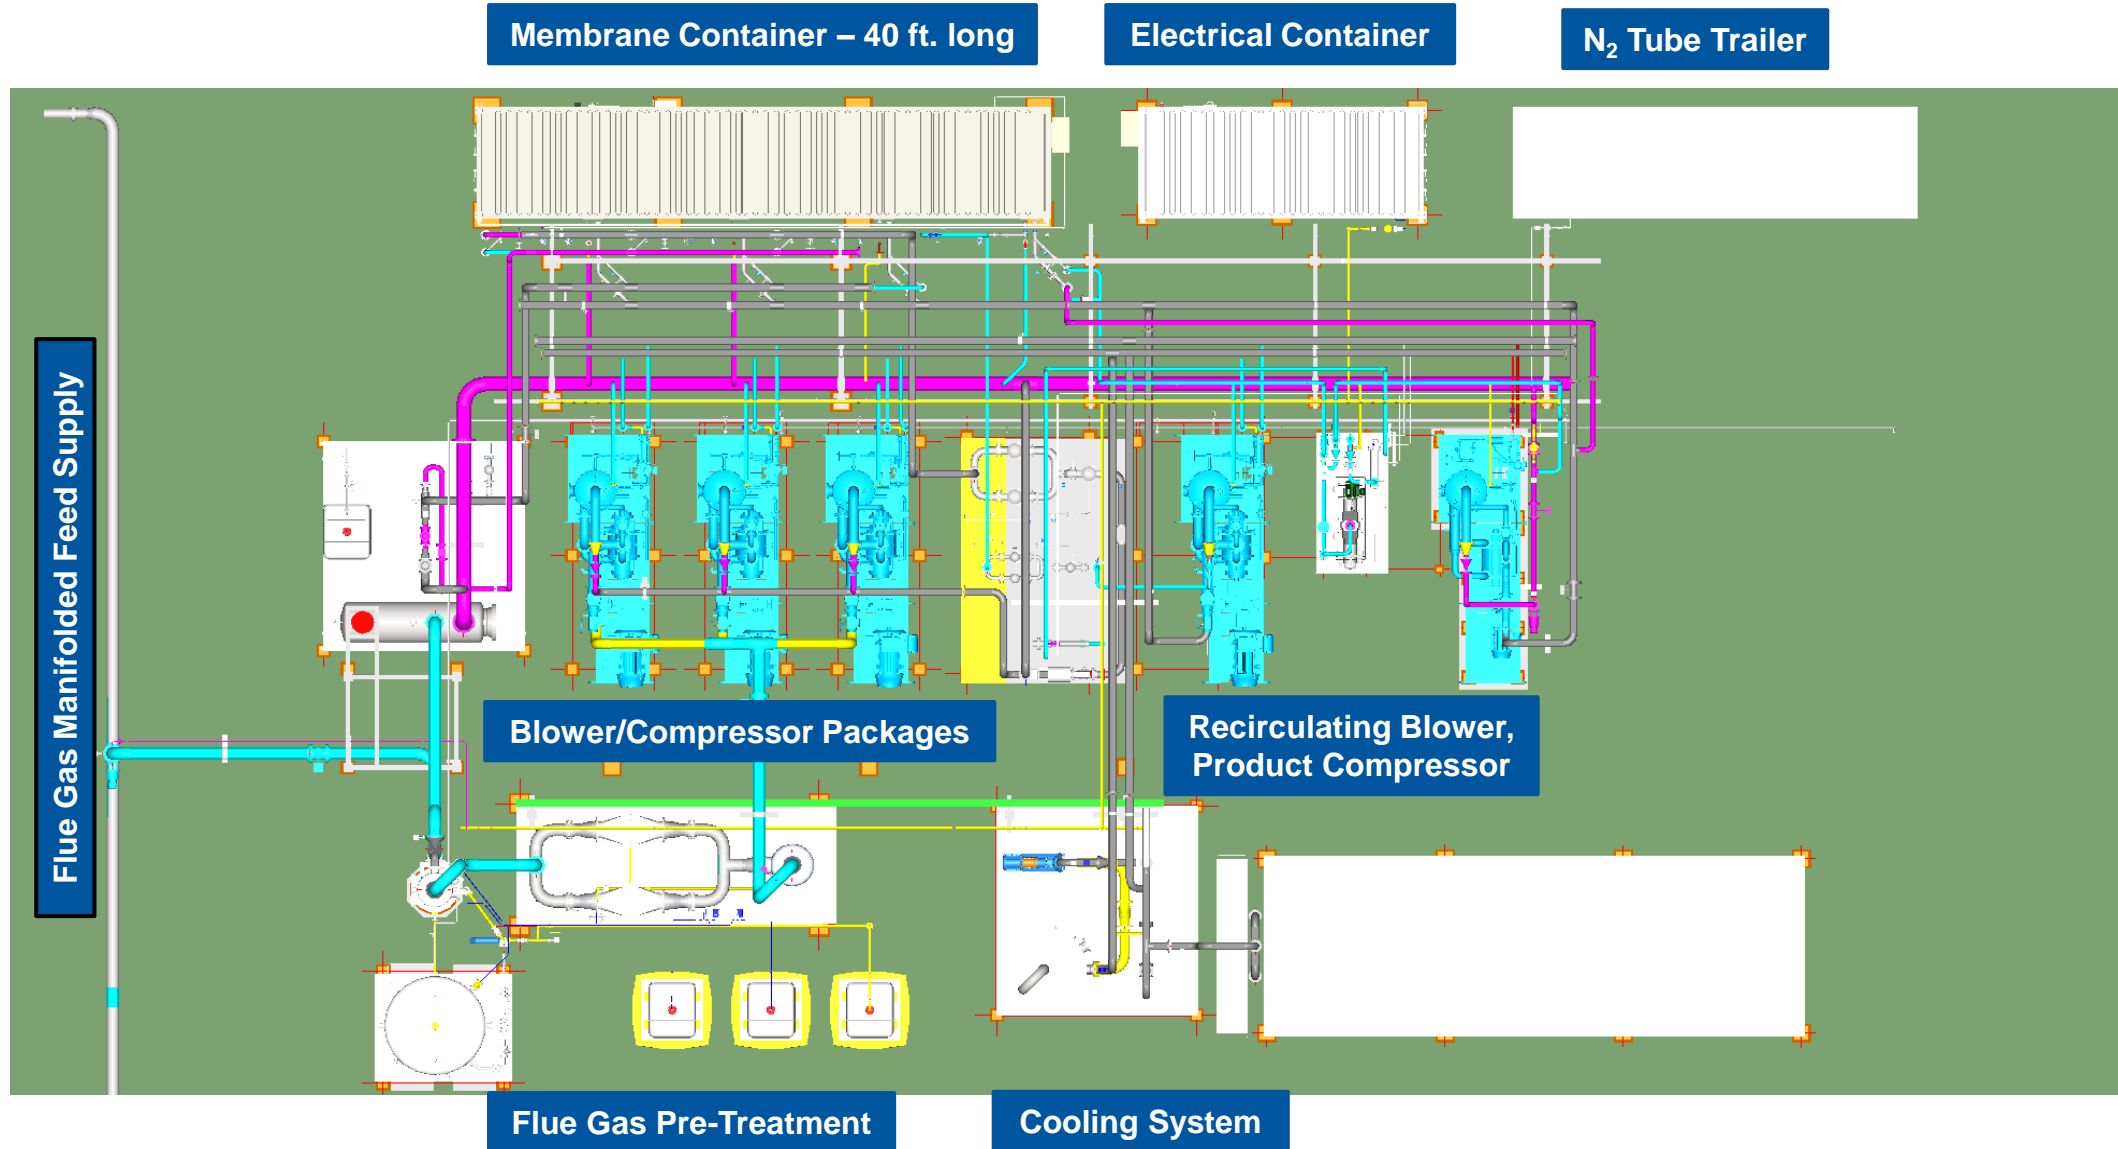 Membrane Container – 40 ft. long
Electrical Container
N₂ Tube Trailer
Flue Gas Manifolded Feed Supply
Blower/Compressor Packages
Recirculating Blower,
Product Compressor
Flue Gas Pre-Treatment
Cooling System